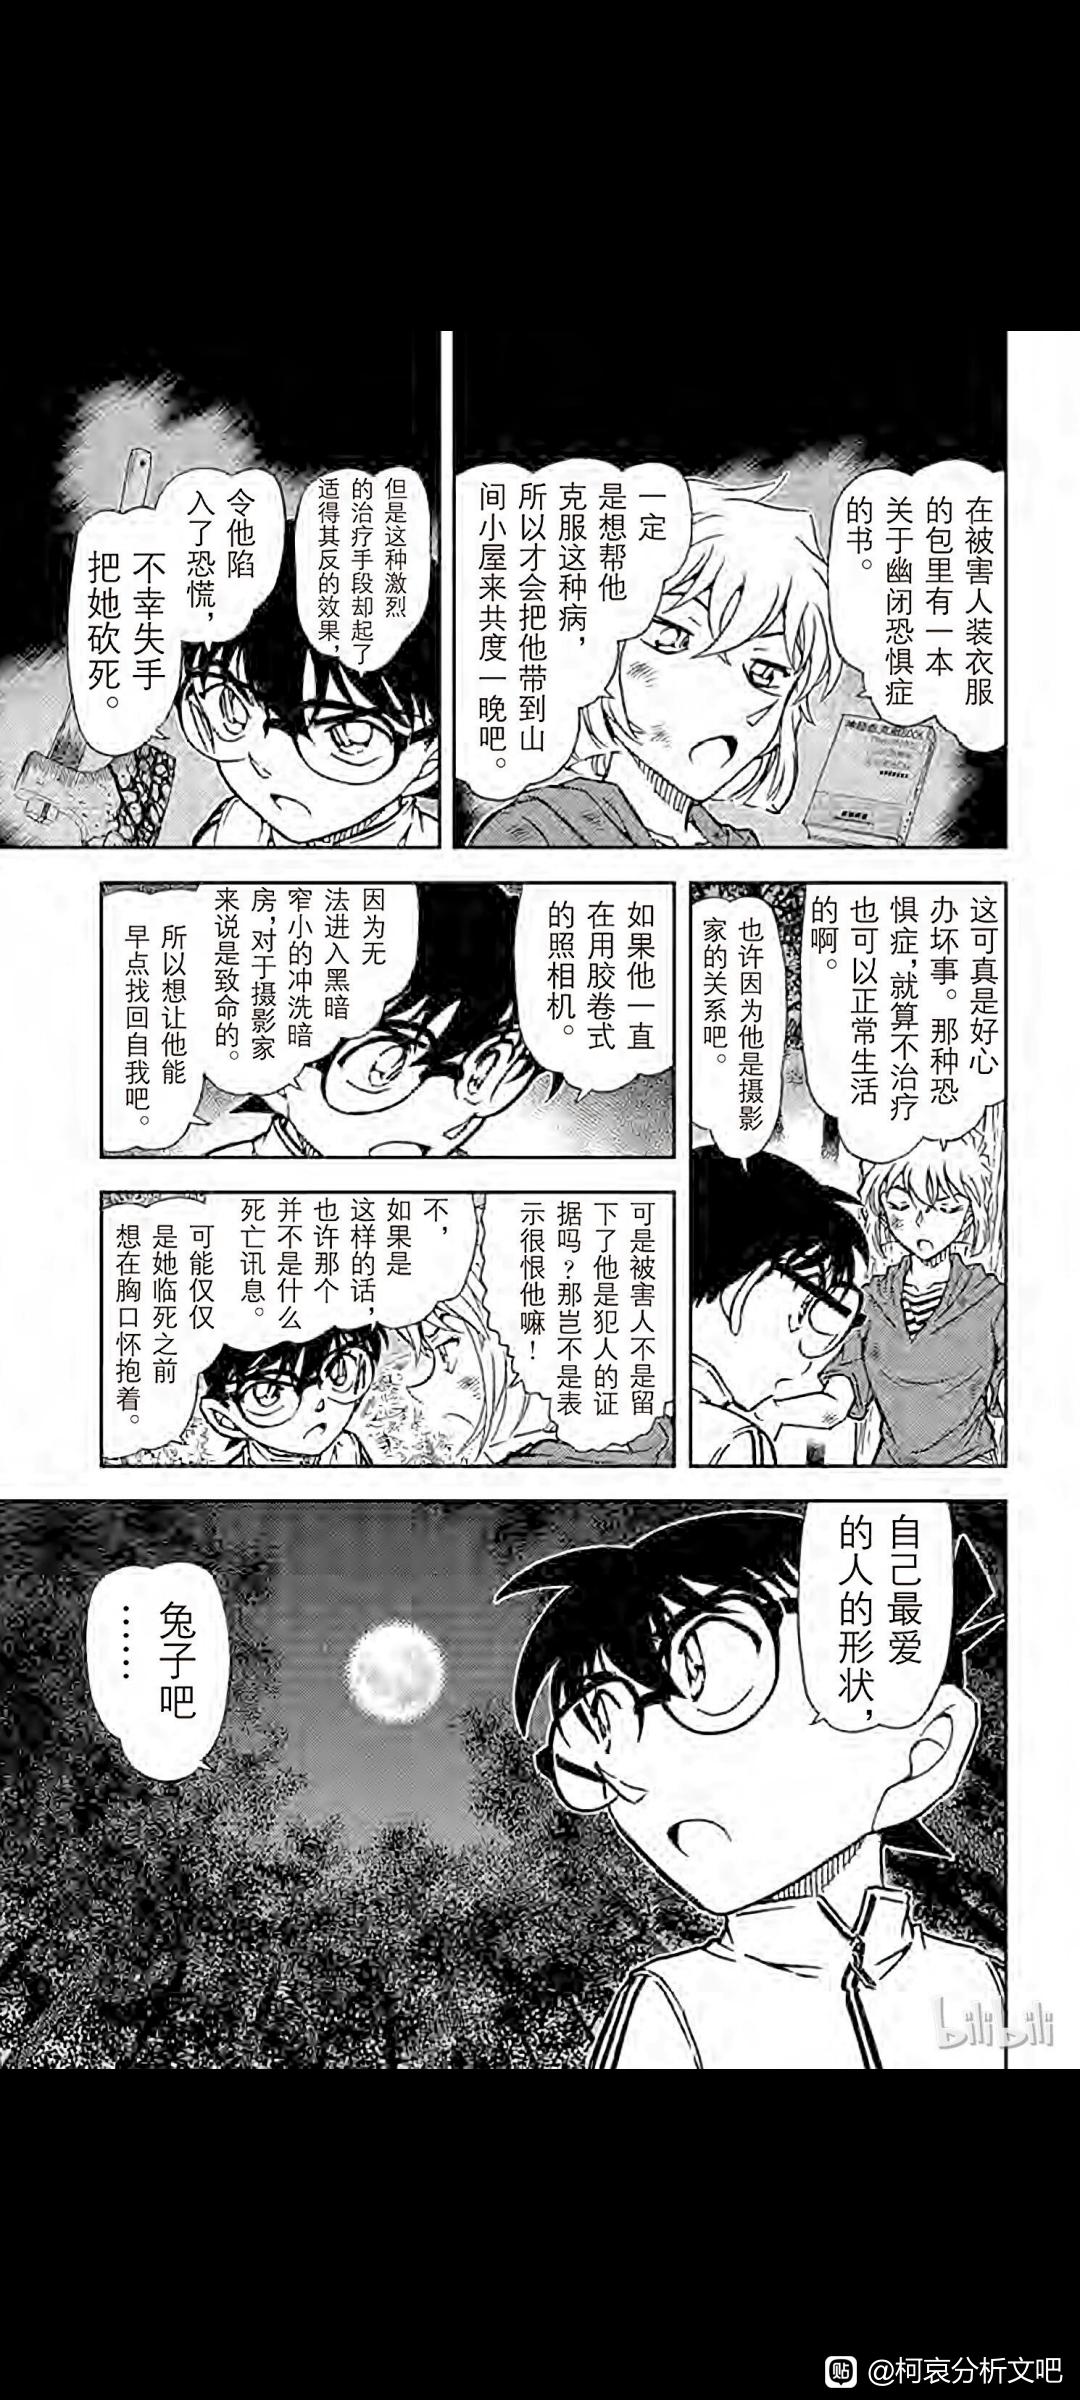 在被害人装衣服
的包里有一本
关于幽闭恐惧症
的书。
一定
是想帮他
克服这种病，
所以才会把他带到山
间小屋来共度一晚吧。
但是这种激烈
的治疗手段却起了
适得其反的效果，
令他陷
入了恐慌，
不幸失手
把她砍死。
这可真是好心
办坏事。那种恐
惧症，就算不治疗
也可以正常生活
的啊。
也许因为他是摄影
家的关系吧。
如果他一直
在用胶卷式
的照相机。
因为无
法进入黑暗
窄小的冲洗暗
房，对于摄影家
来说是致命的。
所以想让他能
早点找回自我吧。
可是被害人不是留
下了他是犯人的证
据吗？那岂不是表
示很恨他嘛！
不，
如果是
这样的话，
也许那个
并不是什么
死亡讯息。
可能仅仅
是她临死之前
想在胸口怀抱着。
自己最爱
的人的形状，
兔子吧
……
bilibili
贴 @柯哀分析文吧